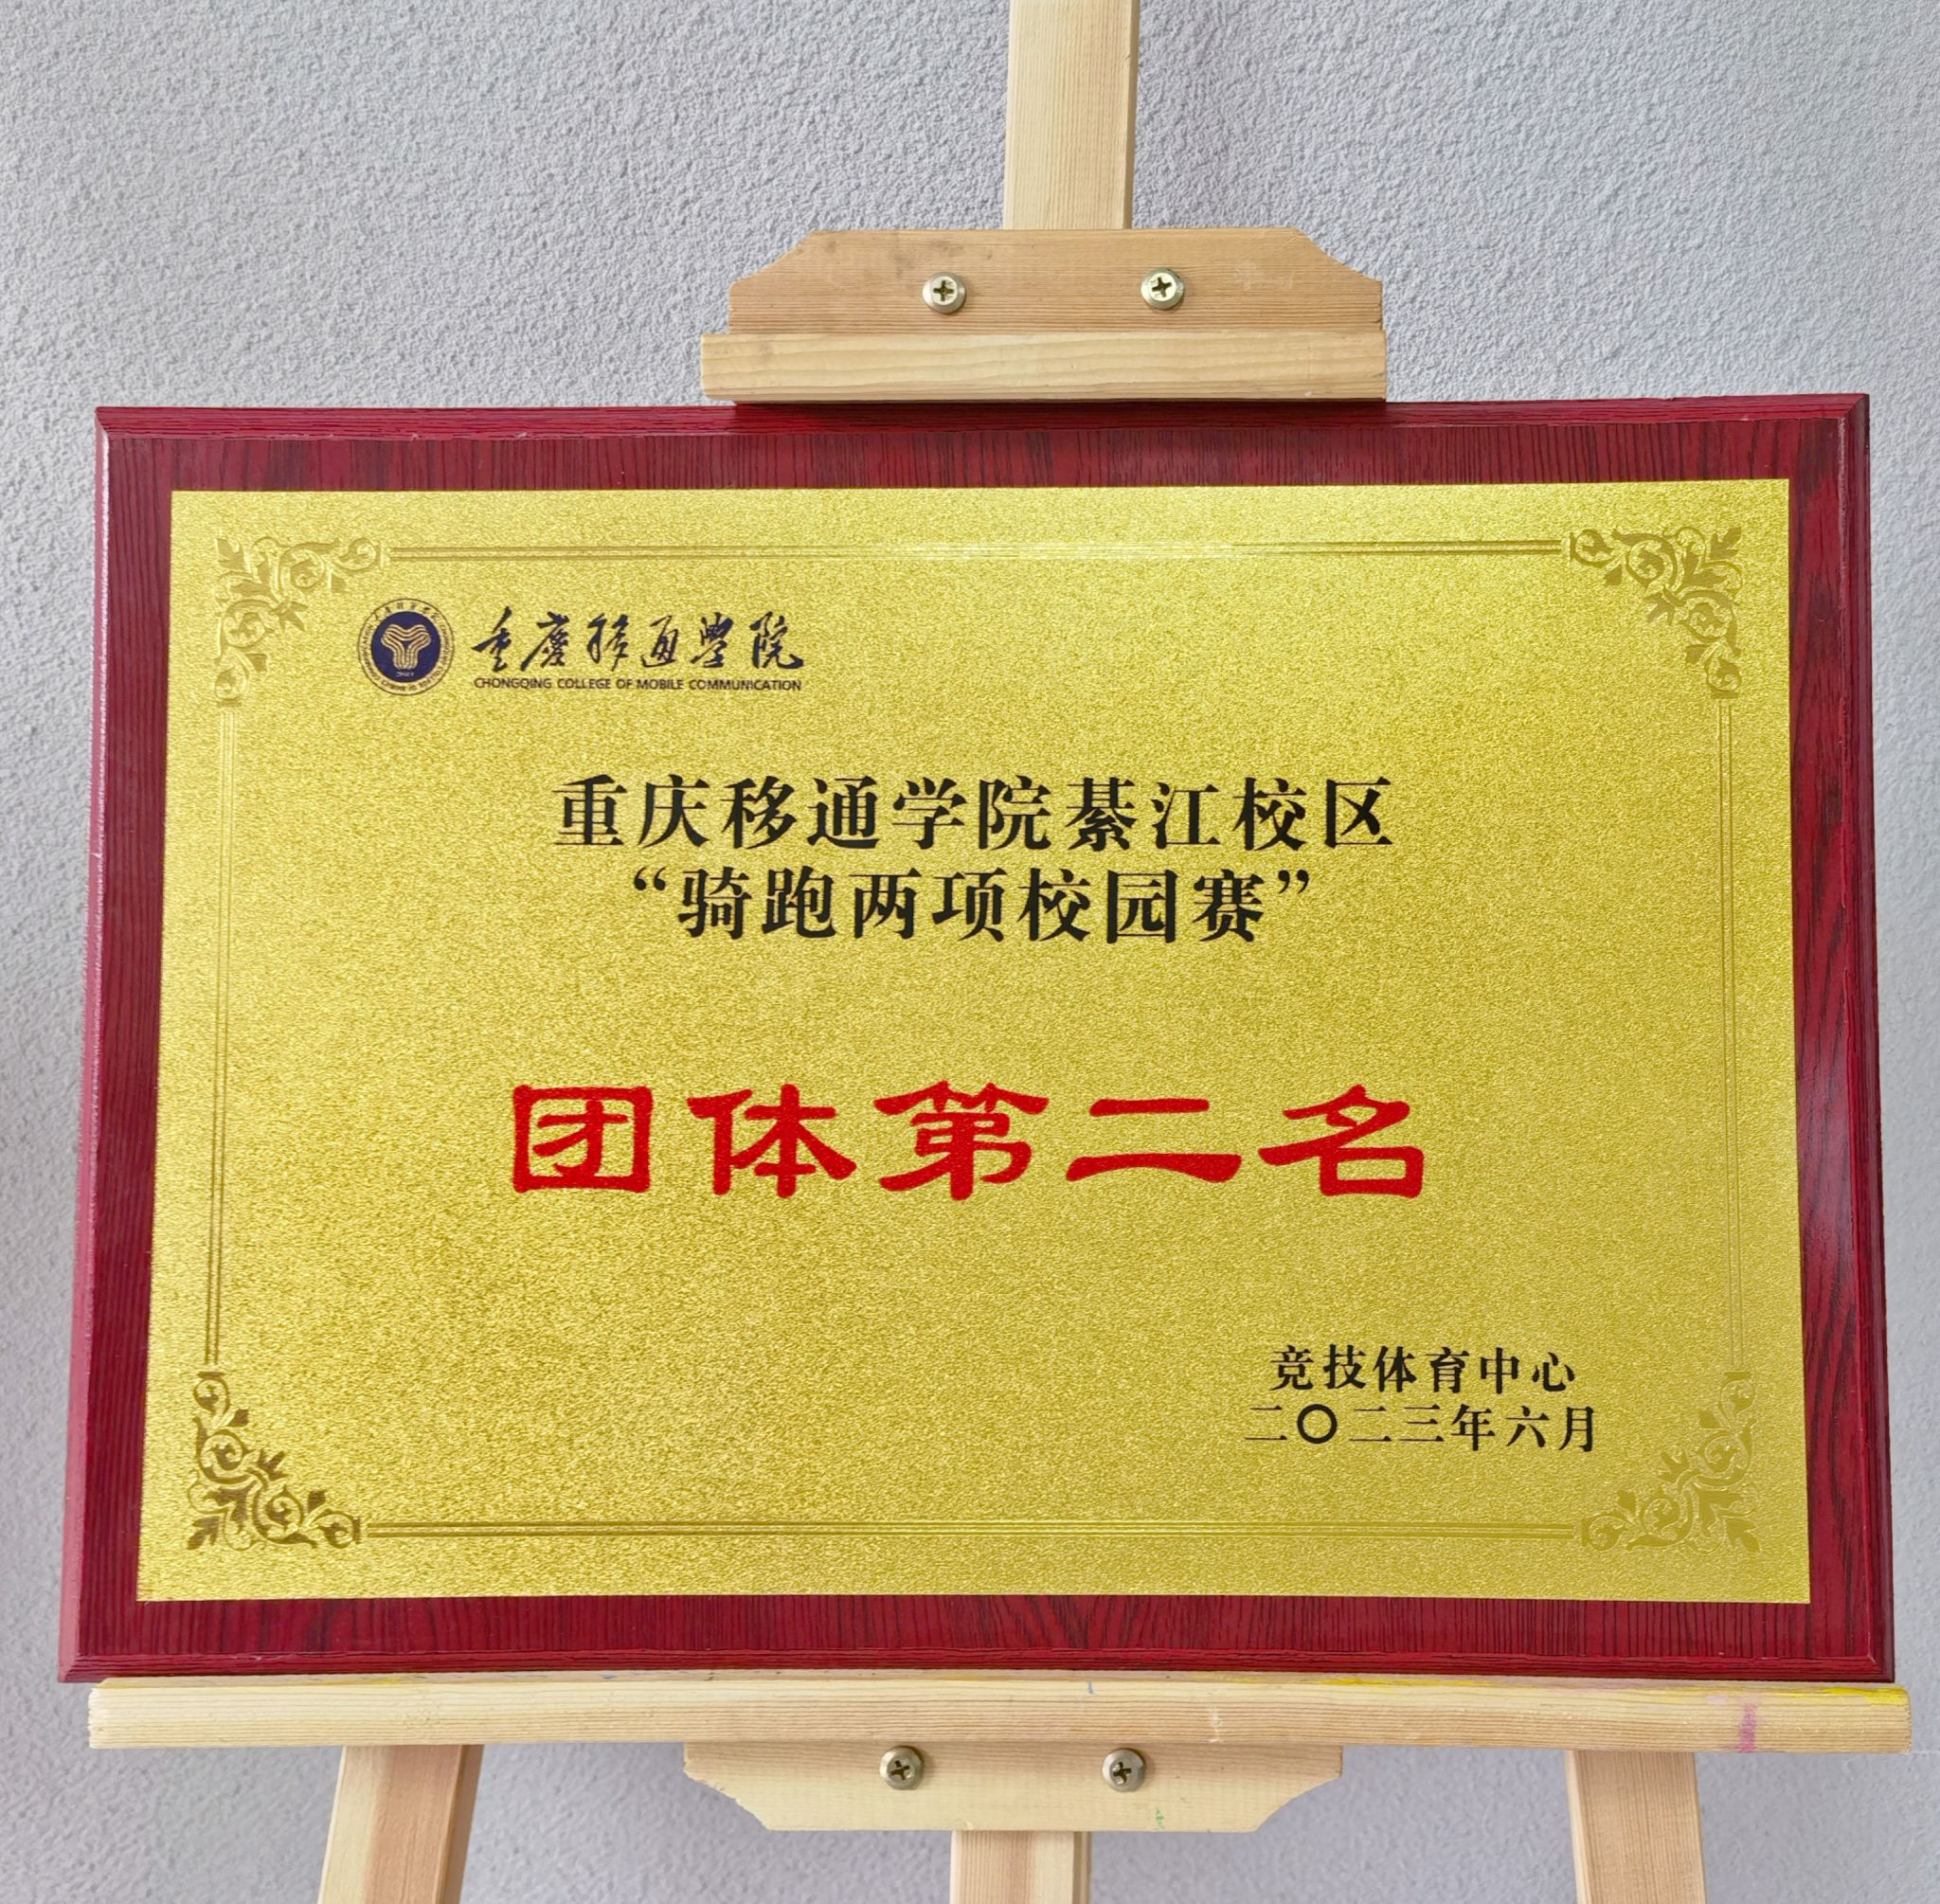 重慶移通學院
CHONGQING COLLEGE OF MOBILE COMMUNICATION
重庆移通学院綦江校区
“骑跑两项校园赛”
团体第二名
竞技体育中心
二〇二三年六月